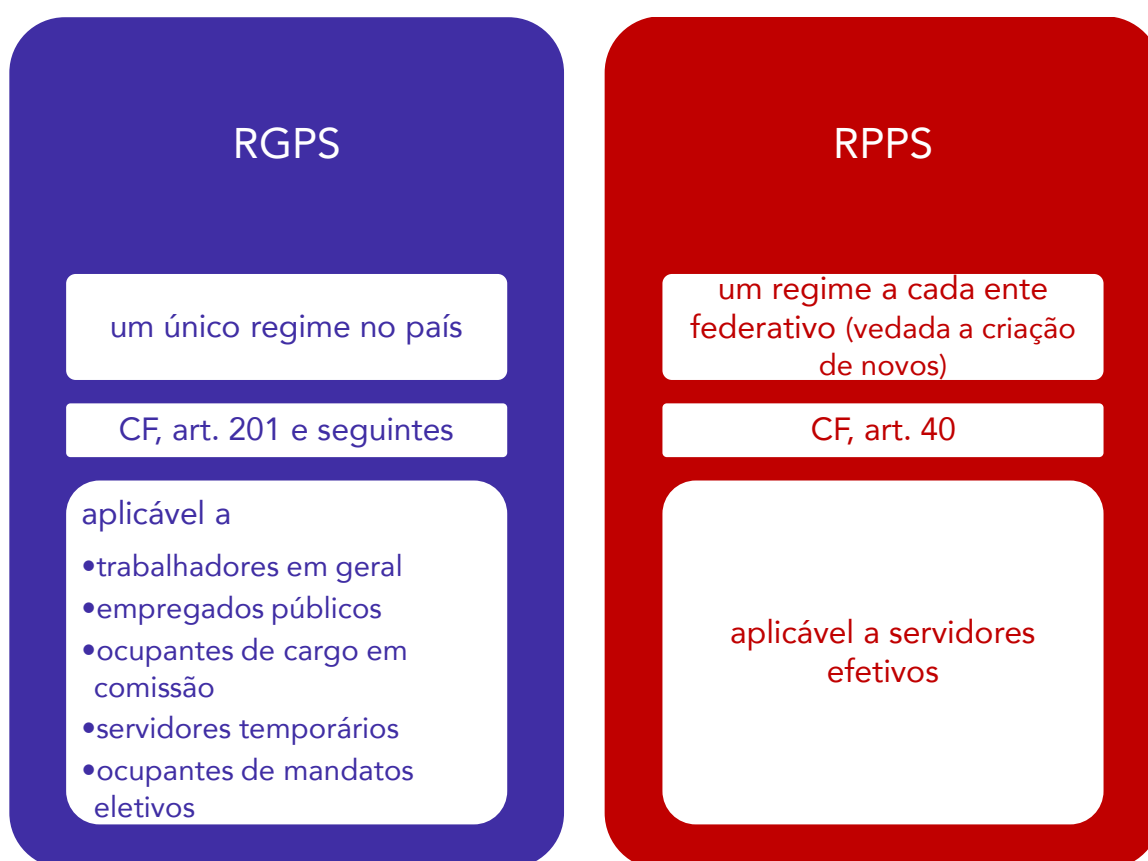 RGPS
um único regime no país
CF, art. 201 e seguintes
aplicável a
•trabalhadores em geral
•empregados públicos
•ocupantes de cargo em
comissão
•servidores temporários
•ocupantes de mandatos
eletivos
RPPS
um regime a cada ente
federativo (vedada a criação
de novos)
CF, art. 40
aplicável a servidores
efetivos